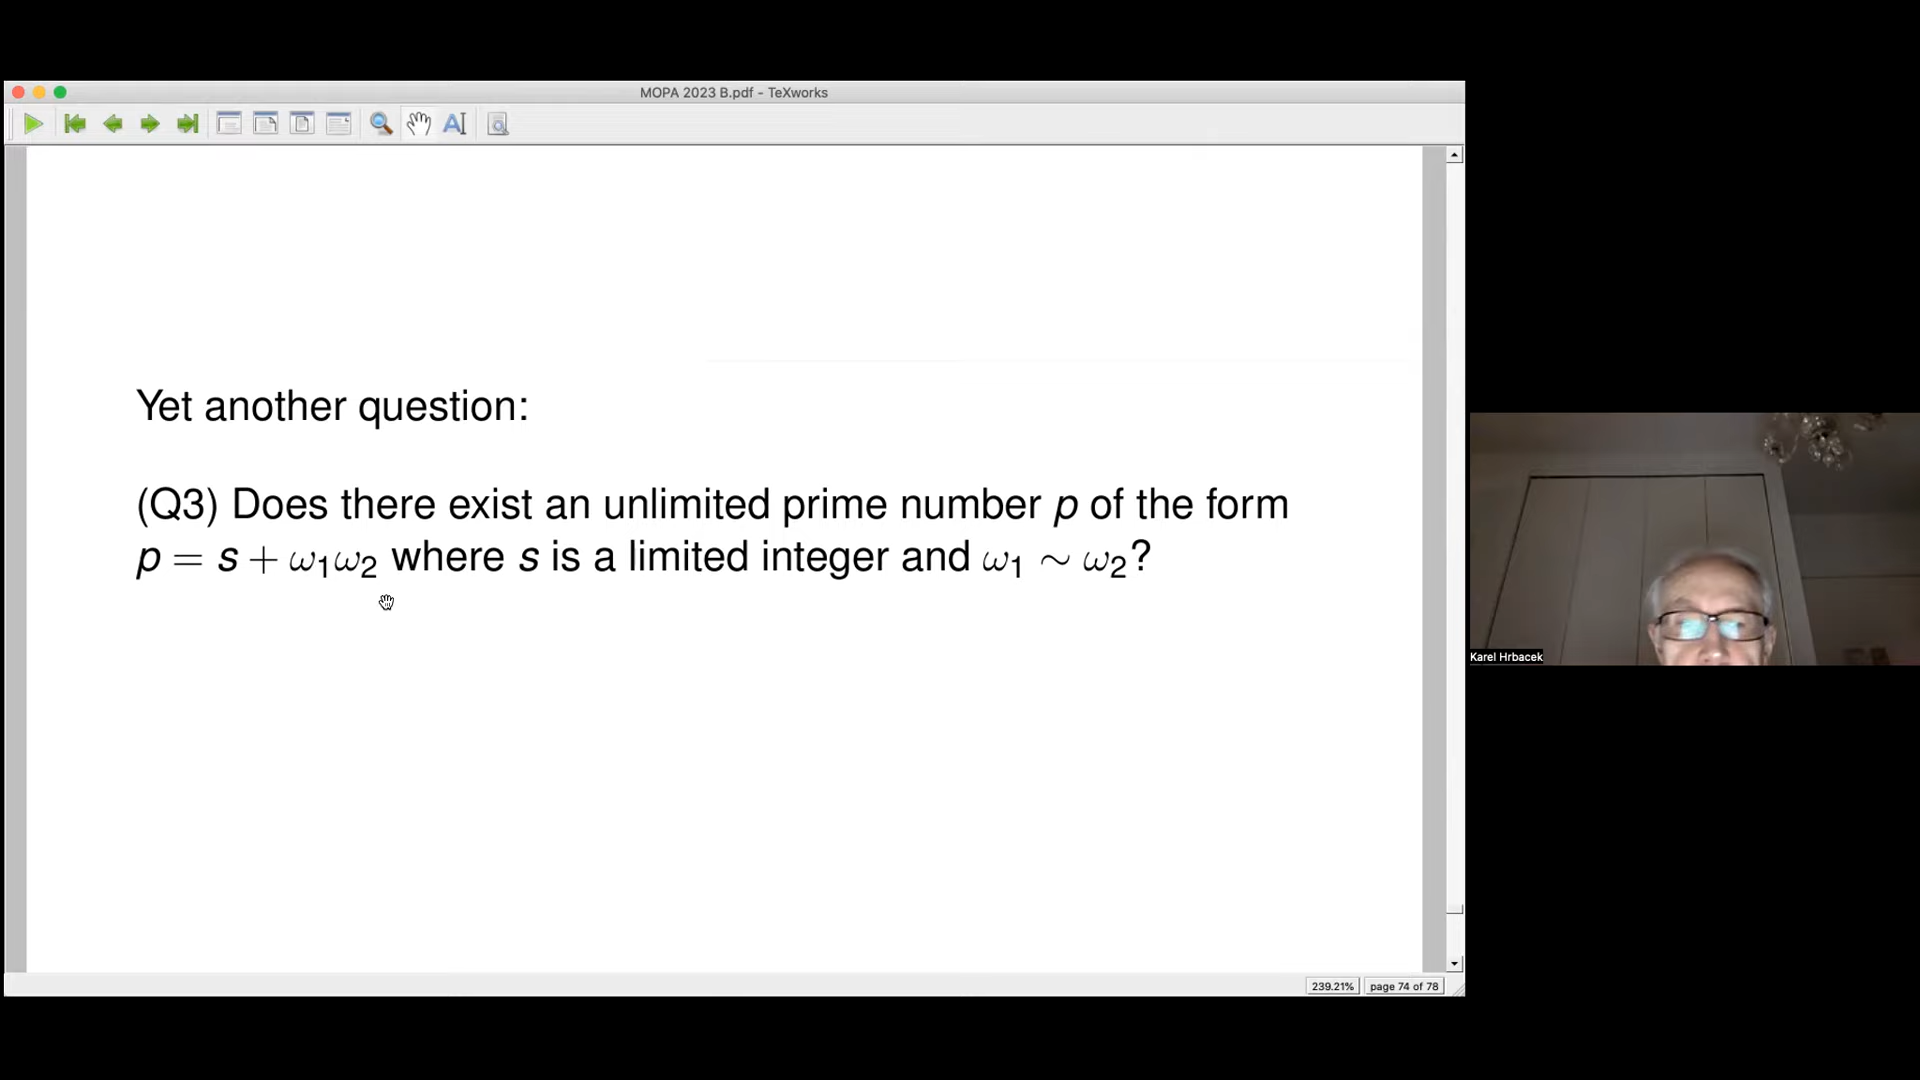 MOPA 2023 B.pdf - TeXworks
Yet another question:
(Q3) Does there exist an unlimited prime number p of the form
p = s + ω₁ω₂ where s is a limited integer and ω₁ ∼ ω₂?
Karel Hrbacek
239.21%
page 74 of 78